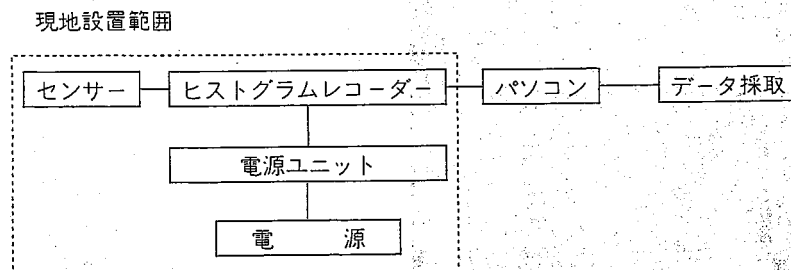 現地設置範囲
センサー ヒストグラムレコーダー パソコン データ採取
電源ユニット
電 源